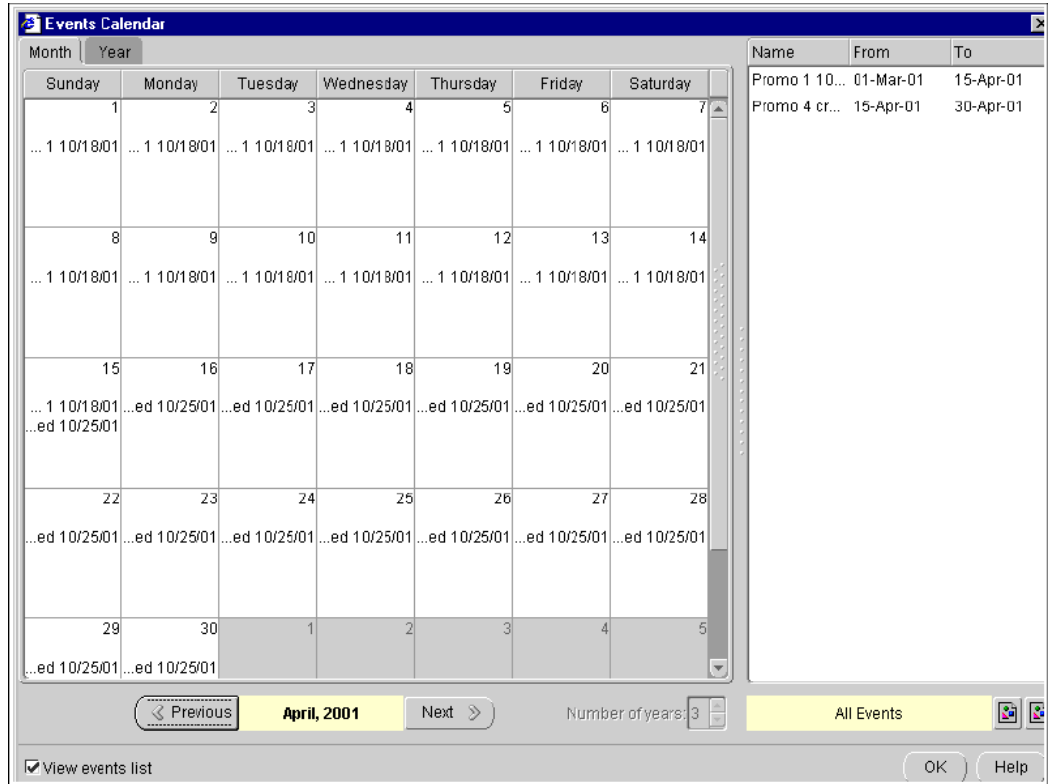 Events Calendar
Month Year
Sunday Monday Tuesday Wednesday Thursday Friday Saturday
1 2 3 4 5 6 7
... 1 10/18/01 ... 1 10/18/01 ... 1 10/18/01 ... 1 10/18/01 ... 1 10/18/01 ... 1 10/18/01 ... 1 10/18/01
8 9 10 11 12 13 14
... 1 10/18/01 ... 1 10/18/01 ... 1 10/18/01 ... 1 10/18/01 ... 1 10/18/01 ... 1 10/18/01 ... 1 10/18/01
15 16 17 18 19 20 21
... 1 10/18/01 ...ed 10/25/01 ...ed 10/25/01 ...ed 10/25/01 ...ed 10/25/01 ...ed 10/25/01 ...ed 10/25/01
...ed 10/25/01
22 23 24 25 26 27 28
...ed 10/25/01 ...ed 10/25/01 ...ed 10/25/01 ...ed 10/25/01 ...ed 10/25/01 ...ed 10/25/01 ...ed 10/25/01
29 30 1 2 3 4 5
...ed 10/25/01 ...ed 10/25/01
Previous April, 2001 Next Number of years: 3
Name From To
Promo 1 10... 01-Mar-01 15-Apr-01
Promo 4 cr... 15-Apr-01 30-Apr-01
All Events
View events list
OK Help